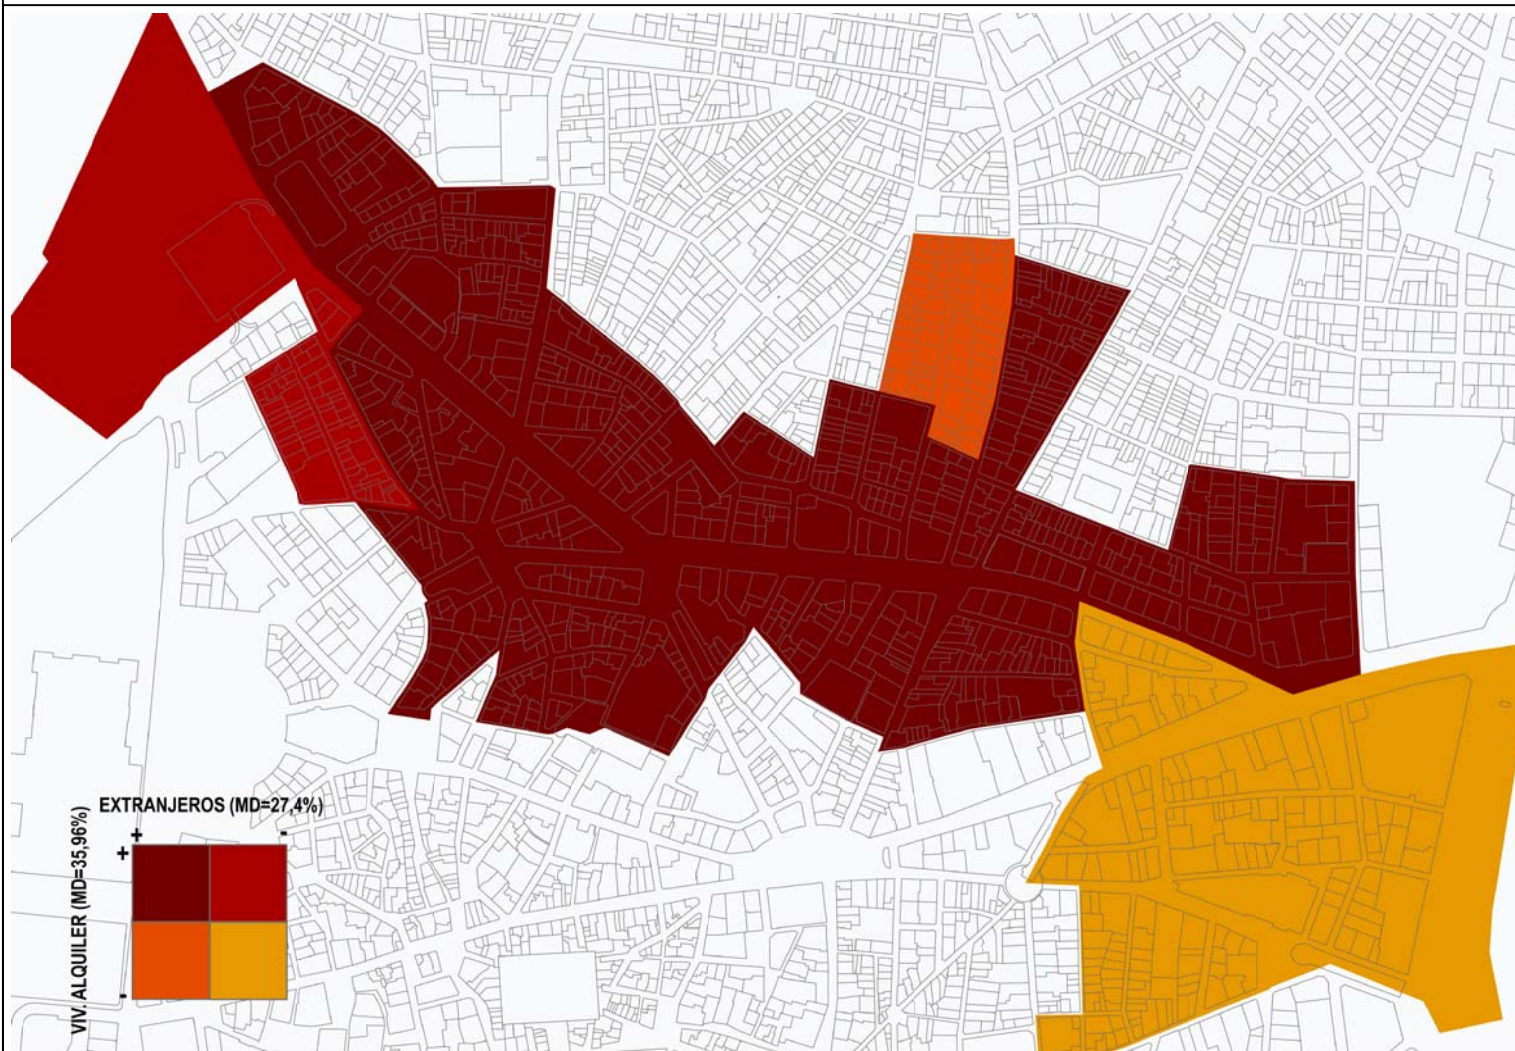 EXTRANJEROS (MD=27,4%)
+ -
+
-
VIV. ALQUILER (MD=35,96%)